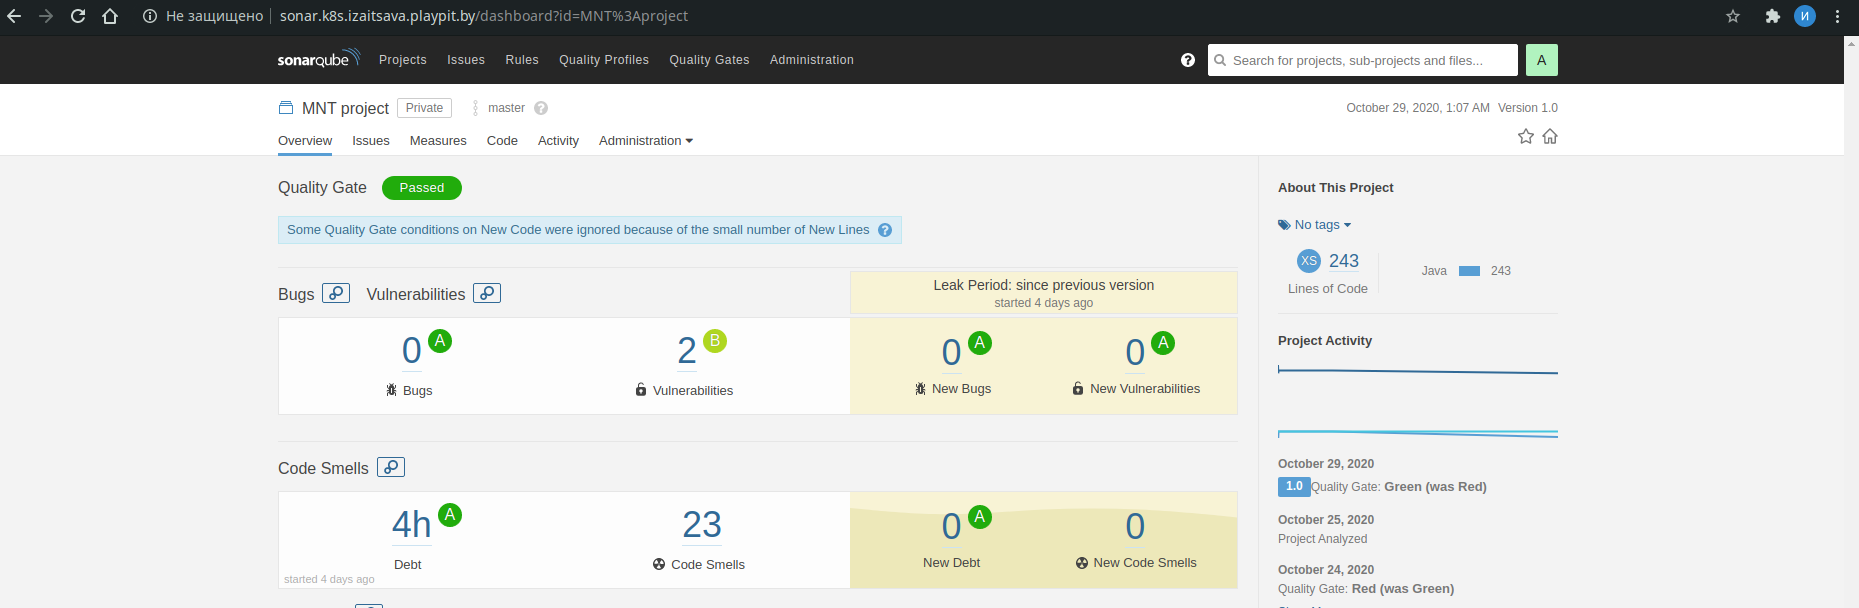 Не защищено sonar.k8s.izaitsava.playpit.by/dashboard?id=MNT%3Aproject
И
sonarqube Projects Issues Rules Quality Profiles Quality Gates Administration ? Search for projects, sub-projects and files... A
MNT project Private master ? October 29, 2020, 1:07 AM Version 1.0
Overview Issues Measures Code Activity Administration
Quality Gate Passed
Some Quality Gate conditions on New Code were ignored because of the small number of New Lines ?
Bugs Vulnerabilities
Leak Period: since previous version
started 4 days ago
0 A
Bugs
2 B
Vulnerabilities
0 A
New Bugs
0 A
New Vulnerabilities
Code Smells
4h A
Debt
started 4 days ago
23
Code Smells
0 A
New Debt
0
New Code Smells
About This Project
No tags
XS 243
Lines of Code
Java 243
Project Activity
October 29, 2020
1.0 Quality Gate: Green (was Red)
October 25, 2020
Project Analyzed
October 24, 2020
Quality Gate: Red (was Green)